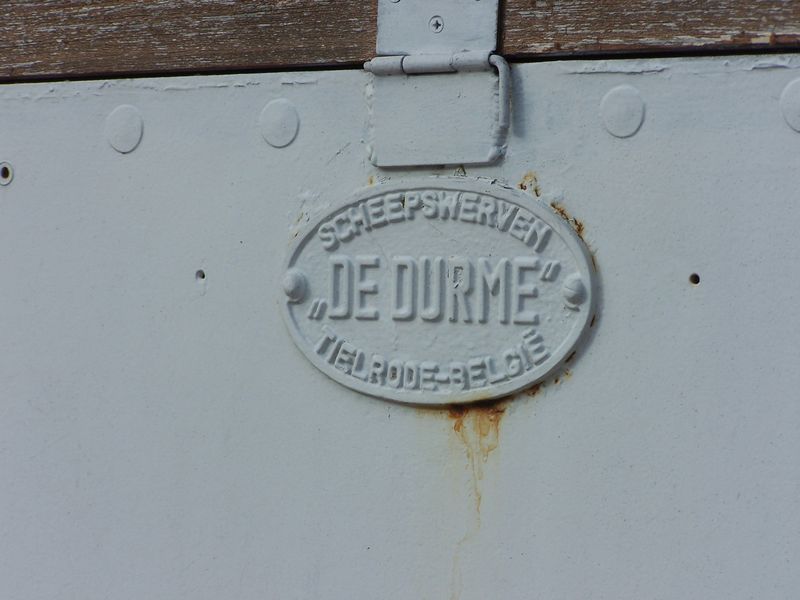 SCHEEPSWERVEN
„DE DURME“
TIELRODE-BELGIË